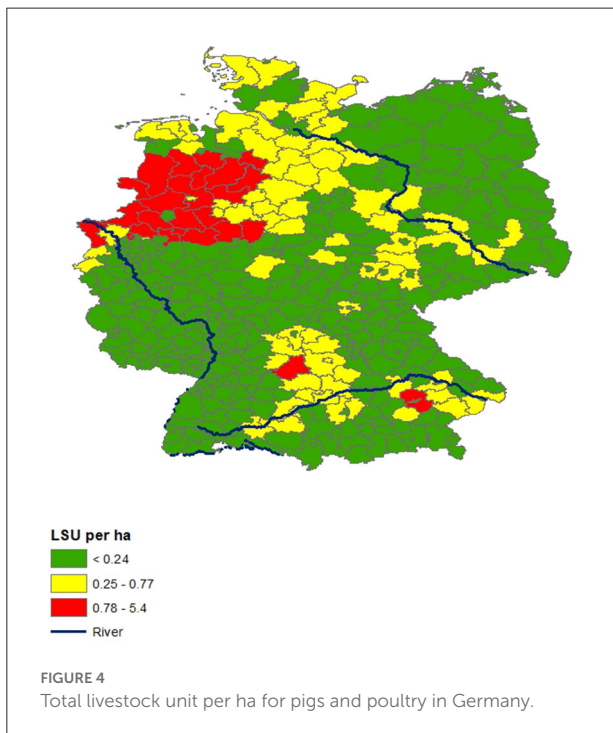 LSU per ha
< 0.24
0.25 - 0.77
0.78 - 5.4
River
FIGURE 4
Total livestock unit per ha for pigs and poultry in Germany.